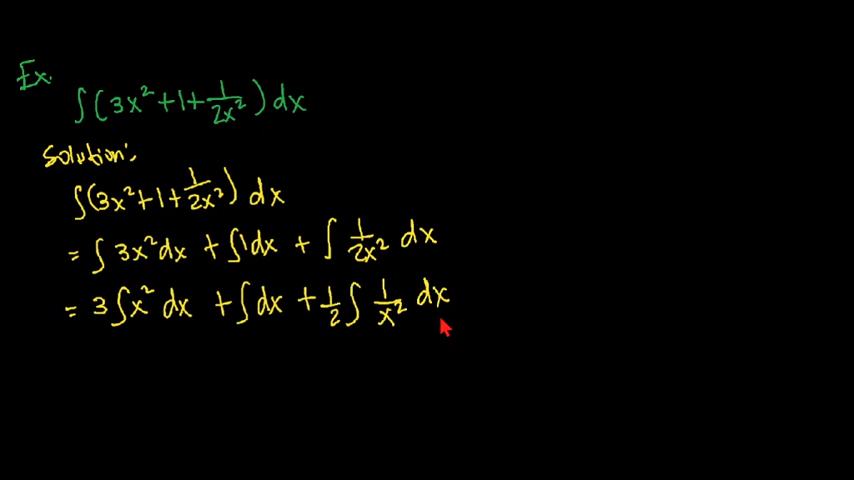 Ex.
∫(3x²+1+1/2x²)dx
Solution:
∫(3x²+1+1/2x²) dx
= ∫ 3x²dx + ∫1dx + ∫ 1/2x² dx
= 3∫x² dx + ∫dx + 1/2 ∫ 1/x² dx